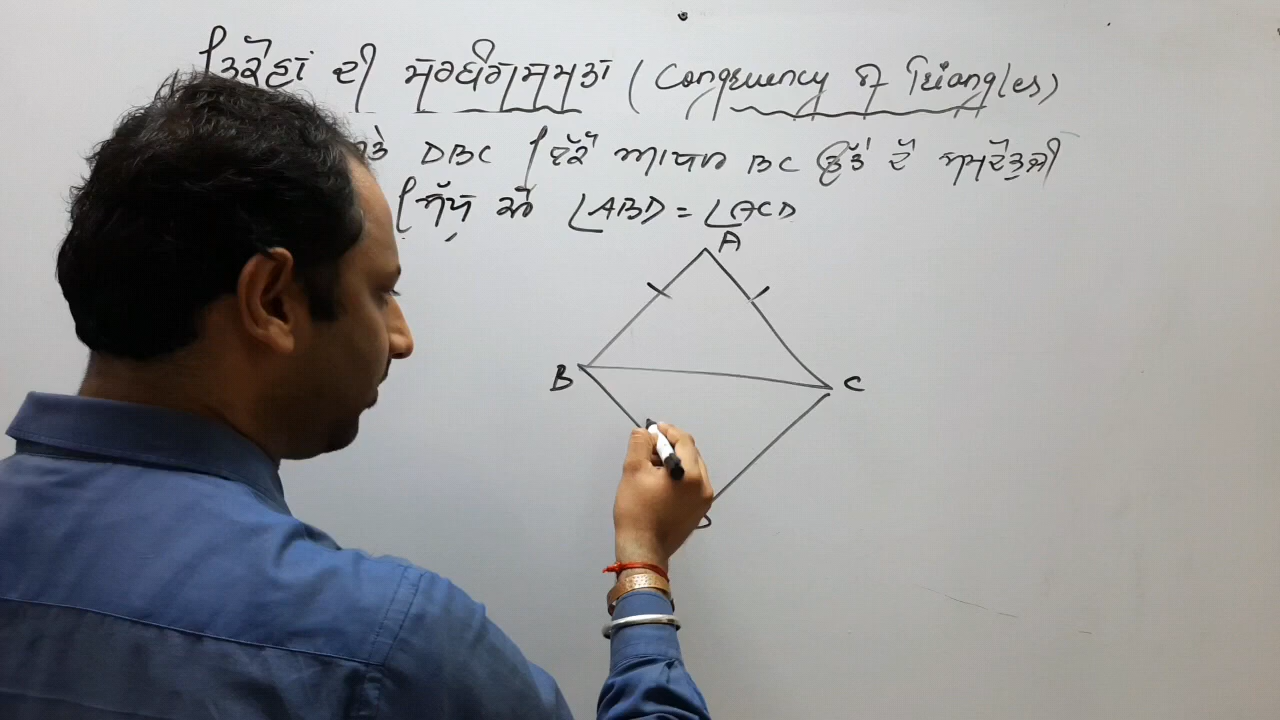 ਤਿਕੋਣਾਂ ਦੀ ਸਰਬੰਗਸਮਤਾ (Congruency of Triangles)
ਤੇ DBC ਇੱਕੋ ਆਧਾਰ BC ਉੱਤੇ ਦੋ ਸਮਦੋਭੁਜੀ
ਸਿੱਧ ਕਰੋ ∠ABD = ∠ACD
A
B
C